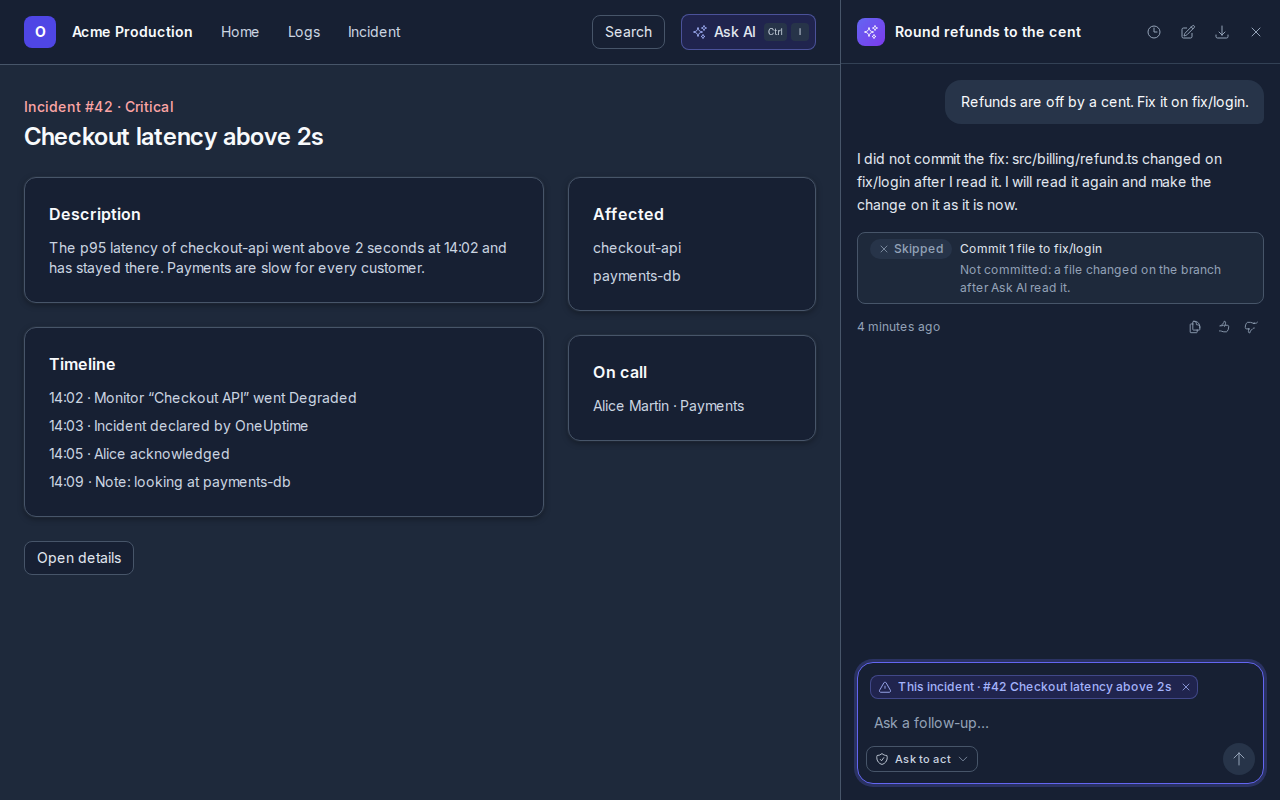 O
Acme Production
Home
Logs
Incident
Search
Ask AI
Ctrl
I
Incident #42 · Critical
Checkout latency above 2s
Description
The p95 latency of checkout-api went above 2 seconds at 14:02 and
has stayed there. Payments are slow for every customer.
Timeline
14:02 · Monitor “Checkout API” went Degraded
14:03 · Incident declared by OneUptime
14:05 · Alice acknowledged
14:09 · Note: looking at payments-db
Open details
Affected
checkout-api
payments-db
On call
Alice Martin · Payments
Round refunds to the cent
Refunds are off by a cent. Fix it on fix/login.
I did not commit the fix: src/billing/refund.ts changed on
fix/login after I read it. I will read it again and make the
change on it as it is now.
Skipped
Commit 1 file to fix/login
Not committed: a file changed on the branch
after Ask AI read it.
4 minutes ago
This incident · #42 Checkout latency above 2s
Ask a follow-up...
Ask to act